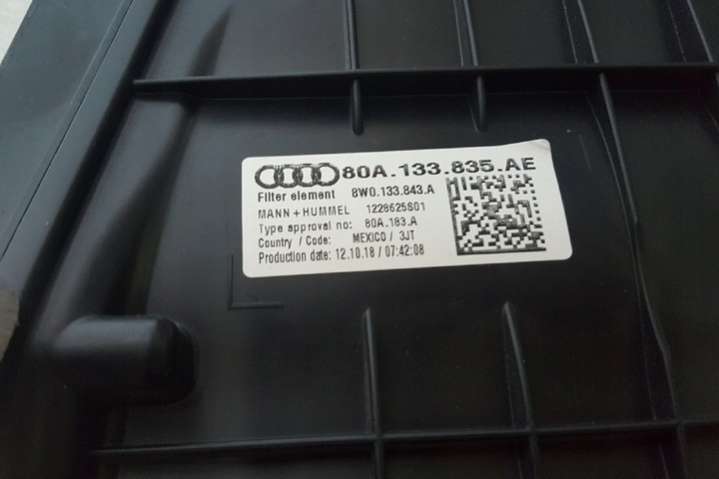 80A.133.835.AE
Filter element 8W0.133.843.A
MANN+HUMMEL 1228625S01
Type approval no: 80A.183.A
Country / Code: MEXICO / 3JT
Production date: 12.10.18 / 07:42:08